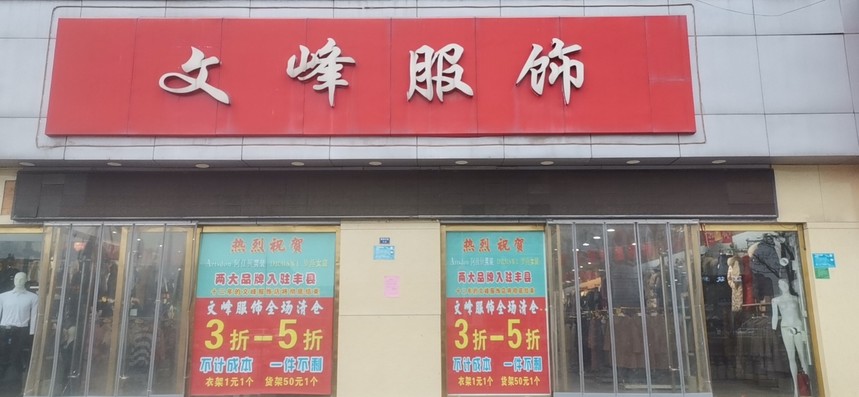 文峰服饰
热烈祝贺
两大品牌入驻丰县
文峰服饰全场清仓
3折-5折
不计成本 一件不剩
衣架1元1个 货架50元1个
热烈祝贺
两大品牌入驻丰县
文峰服饰全场清仓
3折-5折
不计成本 一件不剩
衣架1元1个 货架50元1个